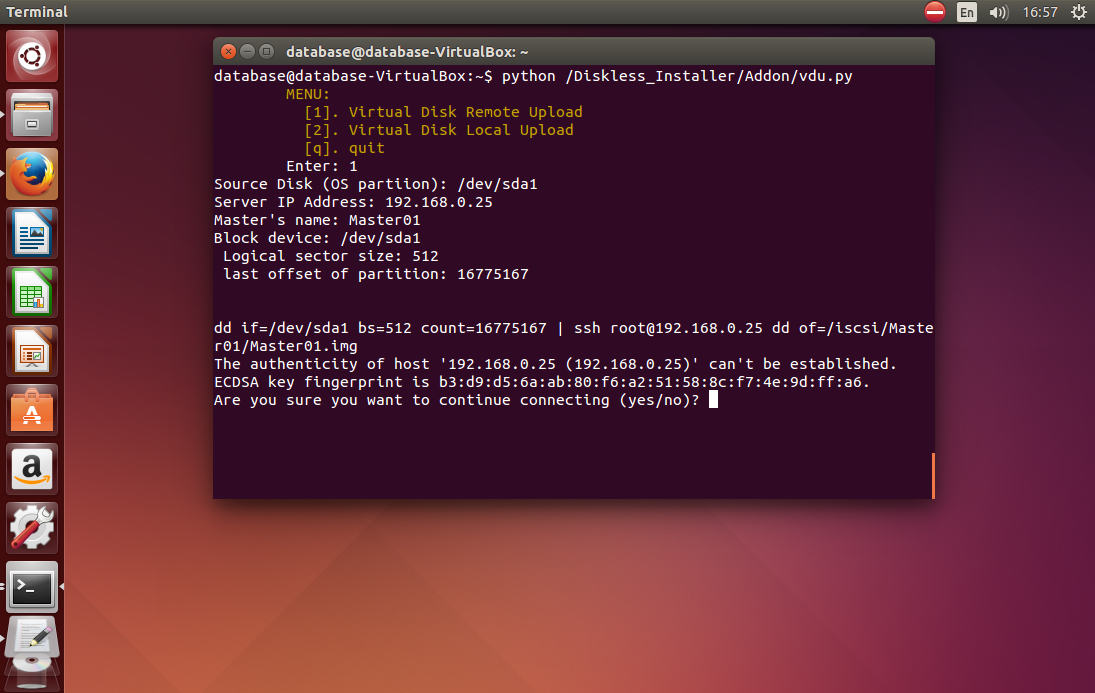 Terminal
En
16:57
database@database-VirtualBox: ~
database@database-VirtualBox:~$ python /Diskless_Installer/Addon/vdu.py
MENU:
[1]. Virtual Disk Remote Upload
[2]. Virtual Disk Local Upload
[q]. quit
Enter: 1
Source Disk (OS partiion): /dev/sda1
Server IP Address: 192.168.0.25
Master's name: Master01
Block device: /dev/sda1
Logical sector size: 512
last offset of partition: 16775167
dd if=/dev/sda1 bs=512 count=16775167 | ssh root@192.168.0.25 dd of=/iscsi/Maste
r01/Master01.img
The authenticity of host '192.168.0.25 (192.168.0.25)' can't be established.
ECDSA key fingerprint is b3:d9:d5:6a:ab:80:f6:a2:51:58:8c:f7:4e:9d:ff:a6.
Are you sure you want to continue connecting (yes/no)?